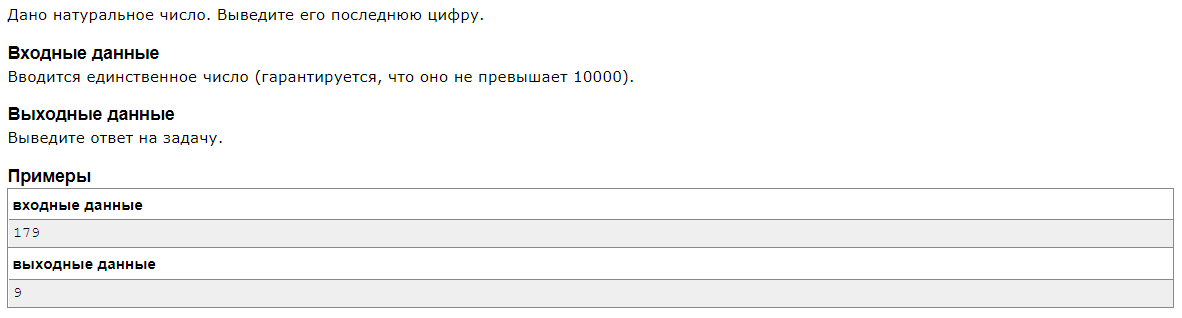 Дано натуральное число. Выведите его последнюю цифру.
Входные данные
Вводится единственное число (гарантируется, что оно не превышает 10000).
Выходные данные
Выведите ответ на задачу.
Примеры
входные данные
179
выходные данные
9